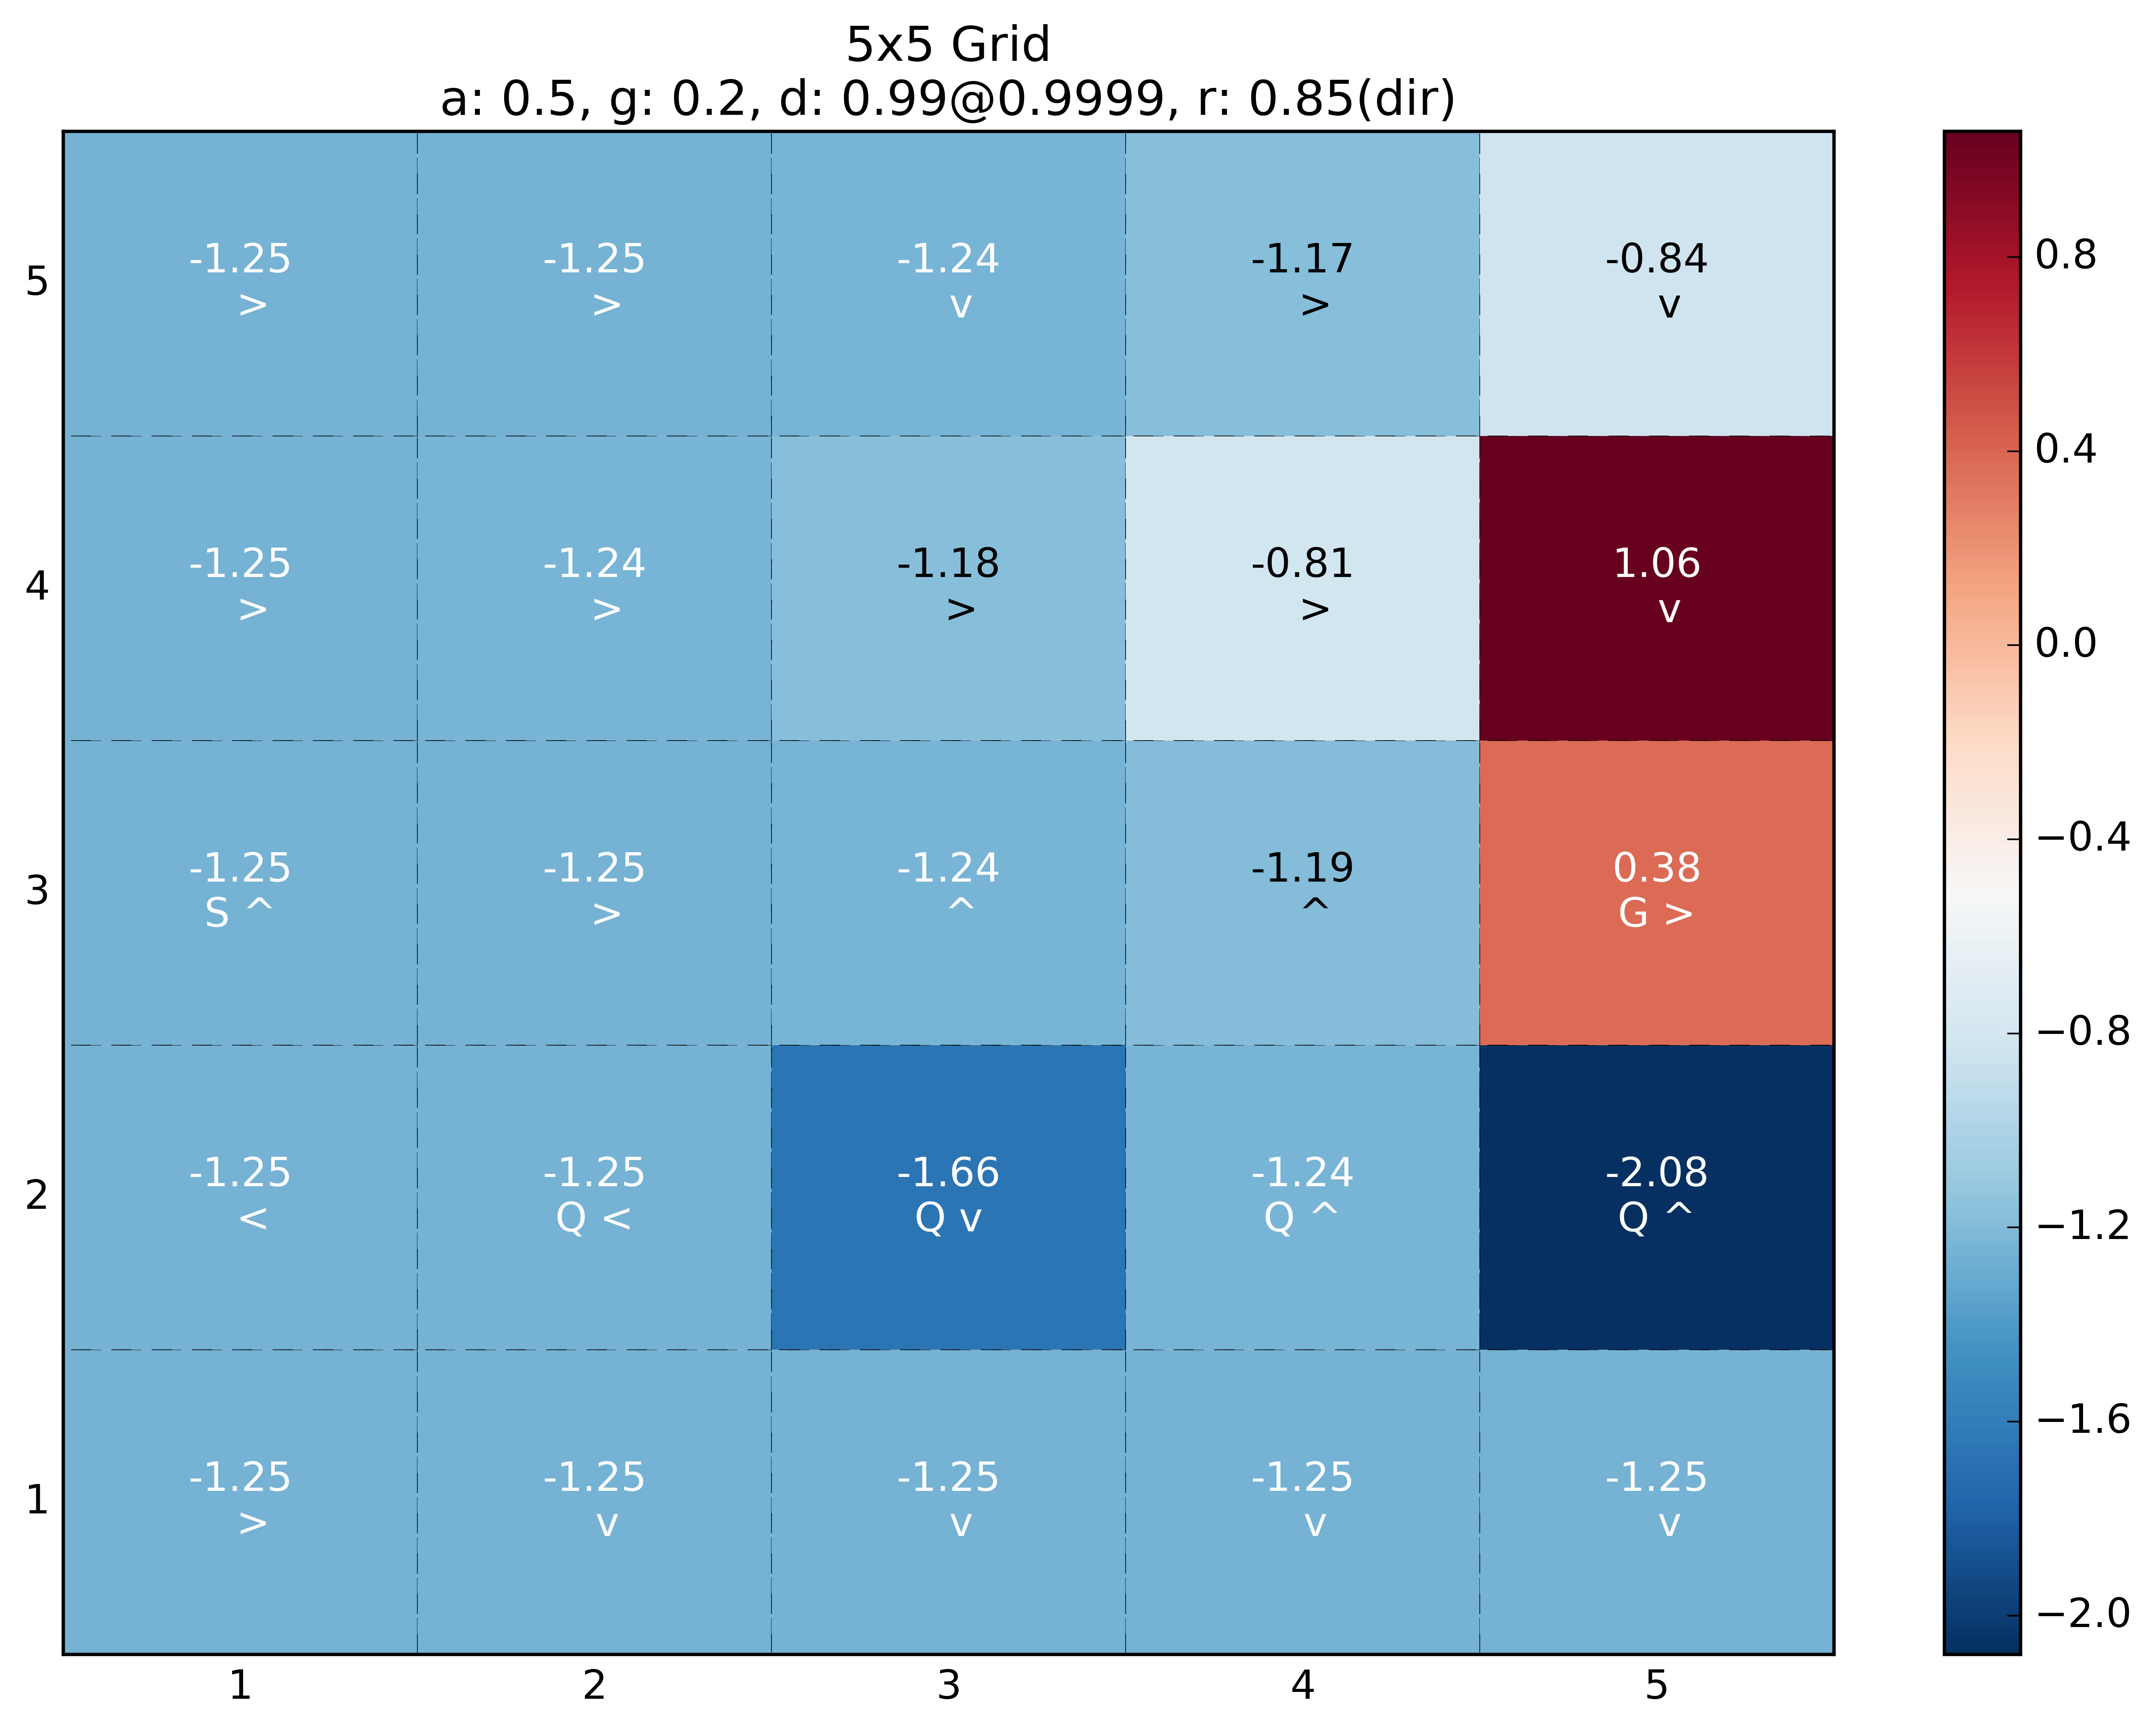 5x5 Grid
a: 0.5, g: 0.2, d: 0.99@0.9999, r: 0.85(dir)
5
-1.25 -1.25 -1.24 -1.17 -0.84
> > v > v
4
-1.25 -1.24 -1.18 -0.81 1.06
> > > > v
3
-1.25 -1.25 -1.24 -1.19 0.38
S ^ > ^ ^ G >
2
-1.25 -1.25 -1.66 -1.24 -2.08
< Q < Q v Q ^ Q ^
1
-1.25 -1.25 -1.25 -1.25 -1.25
> v v v v
1 2 3 4 5
0.8
0.4
0.0
−0.4
−0.8
−1.2
−1.6
−2.0